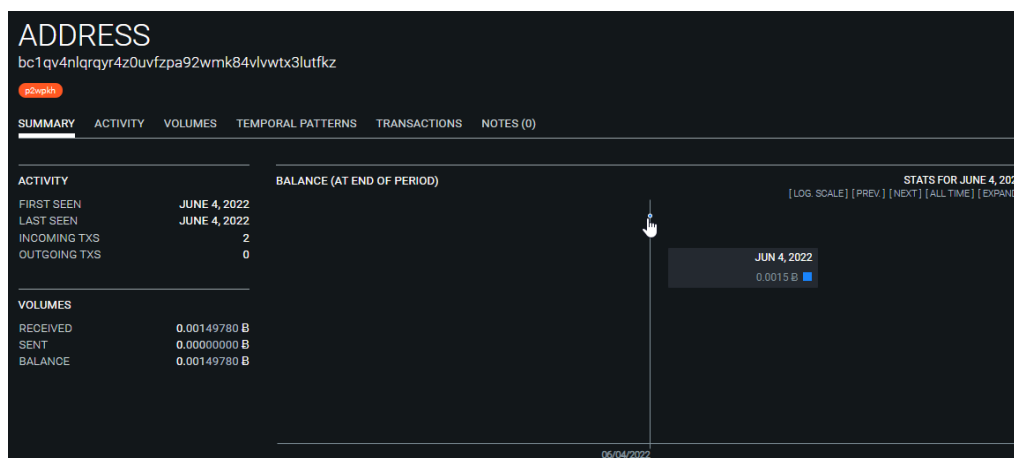 ADDRESS
bc1qv4nlqrqyr4z0uvfzpa92wmk84vlvwtx3lutfkz
p2wpkh
SUMMARY ACTIVITY VOLUMES TEMPORAL PATTERNS TRANSACTIONS NOTES (0)
ACTIVITY
FIRST SEEN JUNE 4, 2022
LAST SEEN JUNE 4, 2022
INCOMING TXS 2
OUTGOING TXS 0
VOLUMES
RECEIVED 0.00149780 Ƀ
SENT 0.00000000 Ƀ
BALANCE 0.00149780 Ƀ
BALANCE (AT END OF PERIOD)
STATS FOR JUNE 4, 202
[ LOG. SCALE ] [ PREV. ] [ NEXT ] [ ALL TIME ] [ EXPAND
JUN 4, 2022
0.0015 Ƀ
06/04/2022